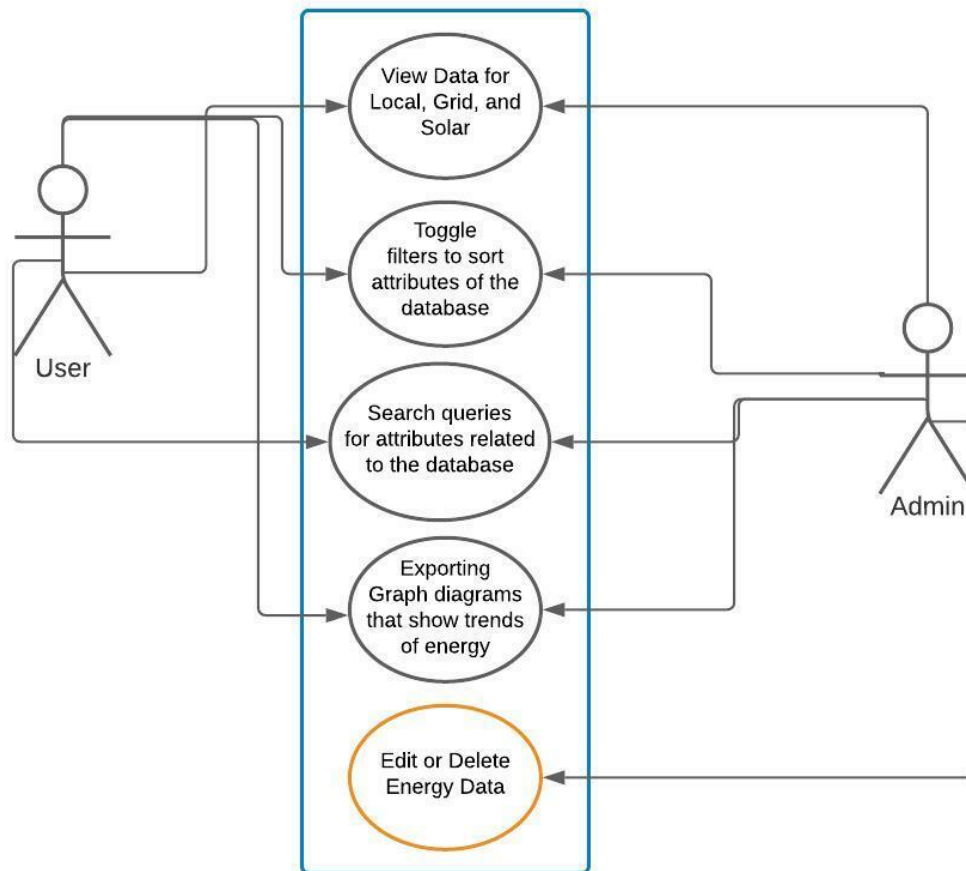 View Data for
Local, Grid, and
Solar
Toggle
filters to sort
attributes of the
database
User
Search queries
for attributes related
to the database
Admin
Exporting
Graph diagrams
that show trends
of energy
Edit or Delete
Energy Data